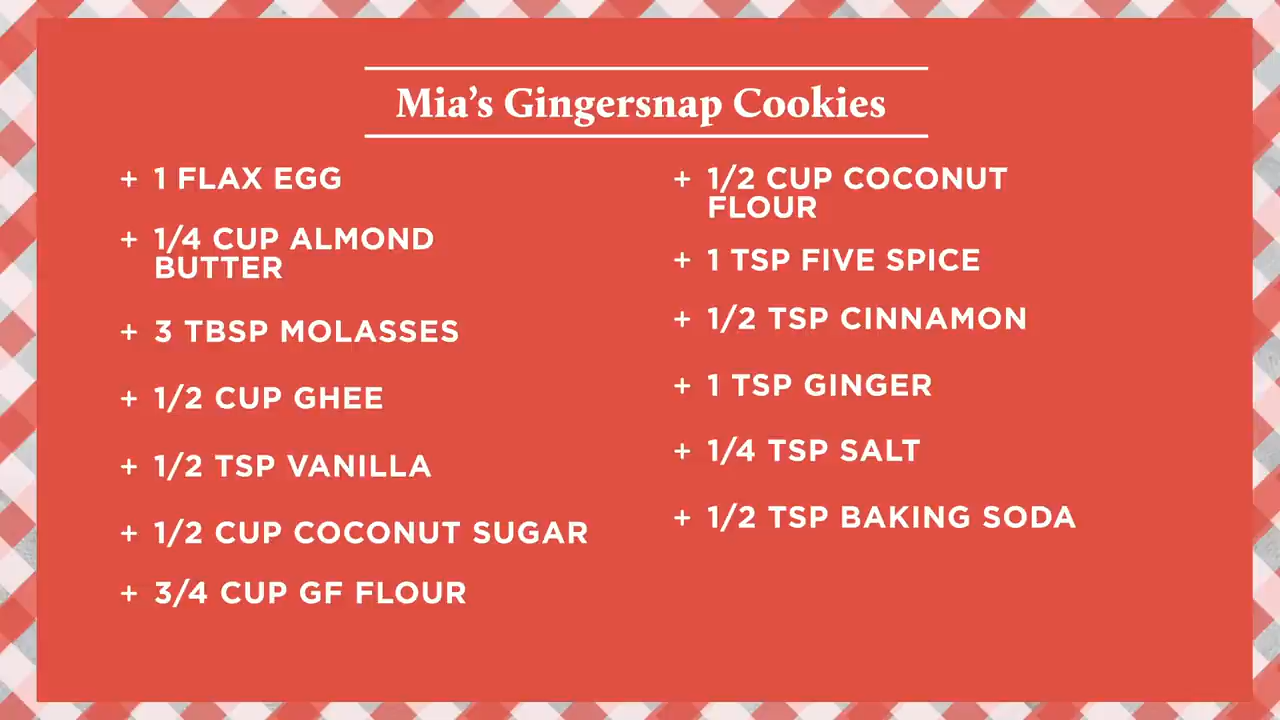 Mia’s Gingersnap Cookies
+ 1 FLAX EGG
+ 1/4 CUP ALMOND
BUTTER
+ 3 TBSP MOLASSES
+ 1/2 CUP GHEE
+ 1/2 TSP VANILLA
+ 1/2 CUP COCONUT SUGAR
+ 3/4 CUP GF FLOUR
+ 1/2 CUP COCONUT
FLOUR
+ 1 TSP FIVE SPICE
+ 1/2 TSP CINNAMON
+ 1 TSP GINGER
+ 1/4 TSP SALT
+ 1/2 TSP BAKING SODA